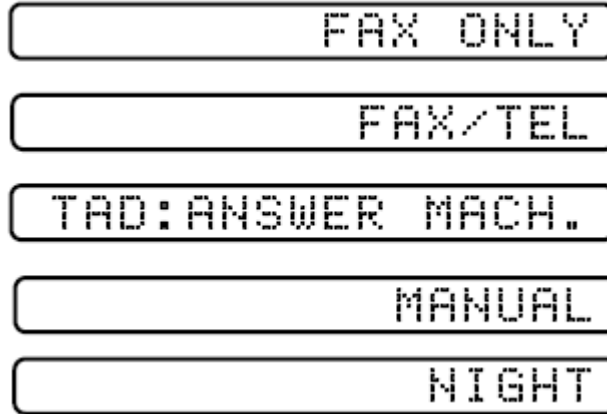 FAX ONLY
FAX/TEL
TAD:ANSWER MACH.
MANUAL
NIGHT